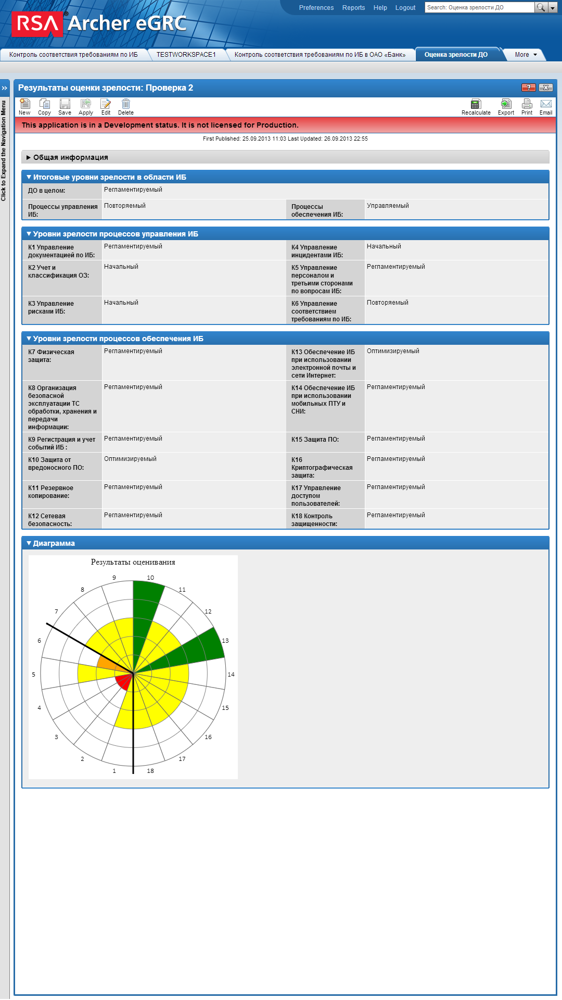 Preferences Reports Help Logout Search: Оценка зрелости ДО
RSA Archer eGRC
Контроль соответствия требованиям по ИБ TESTWORKSPACE1 Контроль соответствия требованиям по ИБ в ОАО «Банк» Оценка зрелости ДО More
Click to Expand the Navigation Menu
Результаты оценки зрелости: Проверка 2
New Copy Save Apply Edit Delete Recalculate Export Print Email
This application is in a Development status. It is not licensed for Production.
First Published: 25.09.2013 11:03 Last Updated: 26.09.2013 22:55
Общая информация
Итоговые уровни зрелости в области ИБ
ДО в целом: Регламентируемый
Процессы управления
ИБ:
Повторяемый
Процессы
обеспечения ИБ:
Управляемый
Уровни зрелости процессов управления ИБ
К1 Управление
документацией по ИБ:
Регламентируемый
К4 Управление
инцидентами ИБ:
Начальный
К2 Учет и
классификация ОЗ:
Начальный
К5 Управление
персоналом и
третьими сторонами
по вопросам ИБ:
Регламентируемый
К3 Управление
рисками ИБ:
Начальный
К6 Управление
соответствием
требованиям по ИБ:
Повторяемый
Уровни зрелости процессов обеспечения ИБ
К7 Физическая
защита:
Регламентируемый
К13 Обеспечение ИБ
при использовании
электронной почты и
сети Интернет:
Оптимизируемый
К8 Организация
безопасной
эксплуатации ТС
обработки, хранения и
передачи
информации:
Регламентируемый
К14 Обеспечение ИБ
при использовании
мобильных ПТУ и
СНИ:
Регламентируемый
К9 Регистрация и учет
событий ИБ :
Регламентируемый
К15 Защита ПО:
Регламентируемый
К10 Защита от
вредоносного ПО:
Оптимизируемый
К16
Криптографическая
защита:
Регламентируемый
К11 Резервное
копирование:
Регламентируемый
К17 Управление
доступом
пользователей:
Регламентируемый
К12 Сетевая
безопасность:
Регламентируемый
К18 Контроль
защищенности:
Регламентируемый
Диаграмма
Результаты оценивания
9 10
8 11
7 12
6 13
5 14
4 15
3 16
2 17
1 18